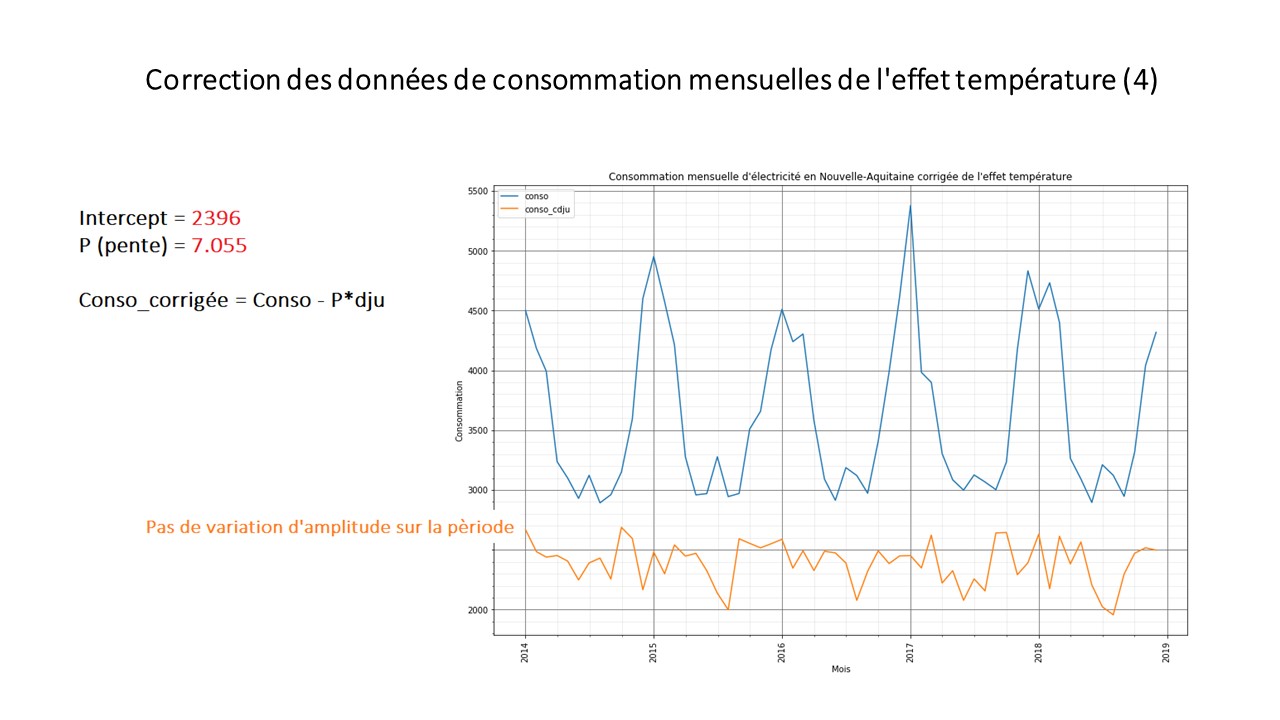 Correction des données de consommation mensuelles de l'effet température (4)
Intercept = 2396
P (pente) = 7.055
Conso_corrigée = Conso - P*dju
Pas de variation d'amplitude sur la pèriode
Consommation mensuelle d'électricité en Nouvelle-Aquitaine corrigée de l'effet température
conso
conso_cdju
5500
5000
4500
4000
3500
3000
2000
Consommation
2014
2015
2016
2017
2018
2019
Mois